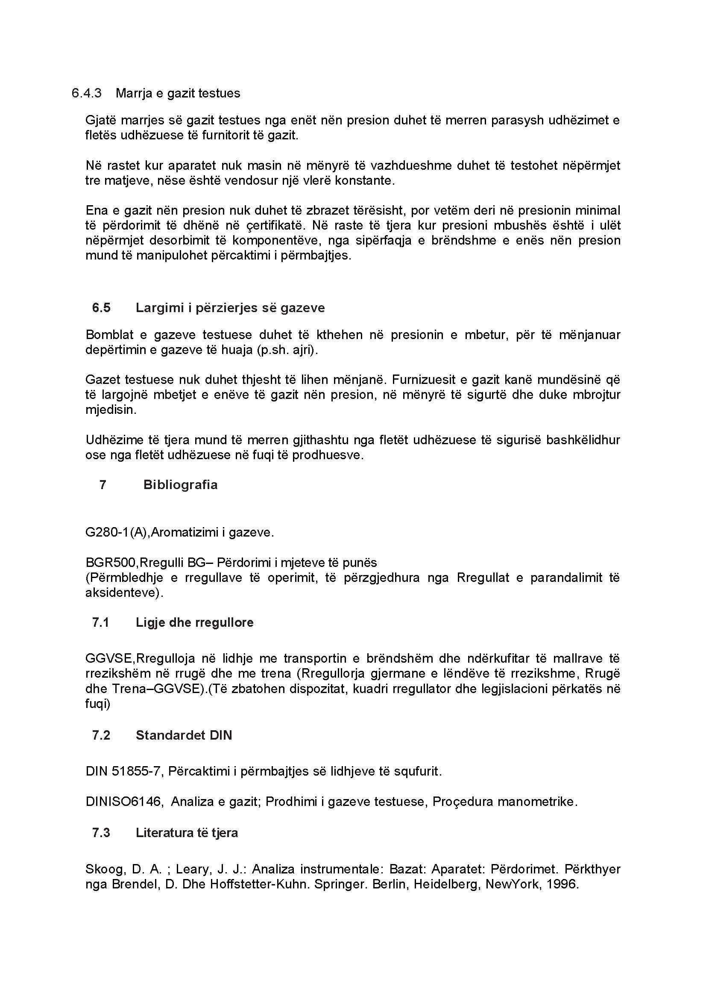 6.4.3 Marrja e gazit testues
Gjatë marrjes së gazit testues nga enët nën presion duhet të merren parasysh udhëzimet e
fletës udhëzuese të furnitorit të gazit.
Në rastet kur aparatet nuk masin në mënyrë të vazhdueshme duhet të testohet nëpërmjet
tre matjeve, nëse është vendosur një vlerë konstante.
Ena e gazit nën presion nuk duhet të zbrazet tërësisht, por vetëm deri në presionin minimal
të përdorimit të dhënë në çertifikatë. Në raste të tjera kur presioni mbushës është i ulët
nëpërmjet desorbimit të komponentëve, nga sipërfaqja e brëndshme e enës nën presion
mund të manipulohet përcaktimi i përmbajtjes.
6.5 Largimi i përzierjes së gazeve
Bomblat e gazeve testuese duhet të kthehen në presionin e mbetur, për të mënjanuar
depërtimin e gazeve të huaja (p.sh. ajri).
Gazet testuese nuk duhet thjesht të lihen mënjanë. Furnizuesit e gazit kanë mundësinë që
të largojnë mbetjet e enëve të gazit nën presion, në mënyrë të sigurtë dhe duke mbrojtur
mjedisin.
Udhëzime të tjera mund të merren gjithashtu nga fletët udhëzuese të sigurisë bashkëlidhur
ose nga fletët udhëzuese në fuqi të prodhuesve.
7 Bibliografia
G280-1(A),Aromatizimi i gazeve.
BGR500,Rregulli BG– Përdorimi i mjeteve të punës
(Përmbledhje e rregullave të operimit, të përzgjedhura nga Rregullat e parandalimit të
aksidenteve).
7.1 Ligje dhe rregullore
GGVSE,Rregulloja në lidhje me transportin e brëndshëm dhe ndërkufitar të mallrave të
rrezikshëm në rrugë dhe me trena (Rregullorja gjermane e lëndëve të rrezikshme, Rrugë
dhe Trena–GGVSE).(Të zbatohen dispozitat, kuadri rregullator dhe legjislacioni përkatës në
fuqi)
7.2 Standardet DIN
DIN 51855-7, Përcaktimi i përmbajtjes së lidhjeve të squfurit.
DINISO6146, Analiza e gazit; Prodhimi i gazeve testuese, Proçedura manometrike.
7.3 Literatura të tjera
Skoog, D. A. ; Leary, J. J.: Analiza instrumentale: Bazat: Aparatet: Përdorimet. Përkthyer
nga Brendel, D. Dhe Hoffstetter-Kuhn. Springer. Berlin, Heidelberg, NewYork, 1996.